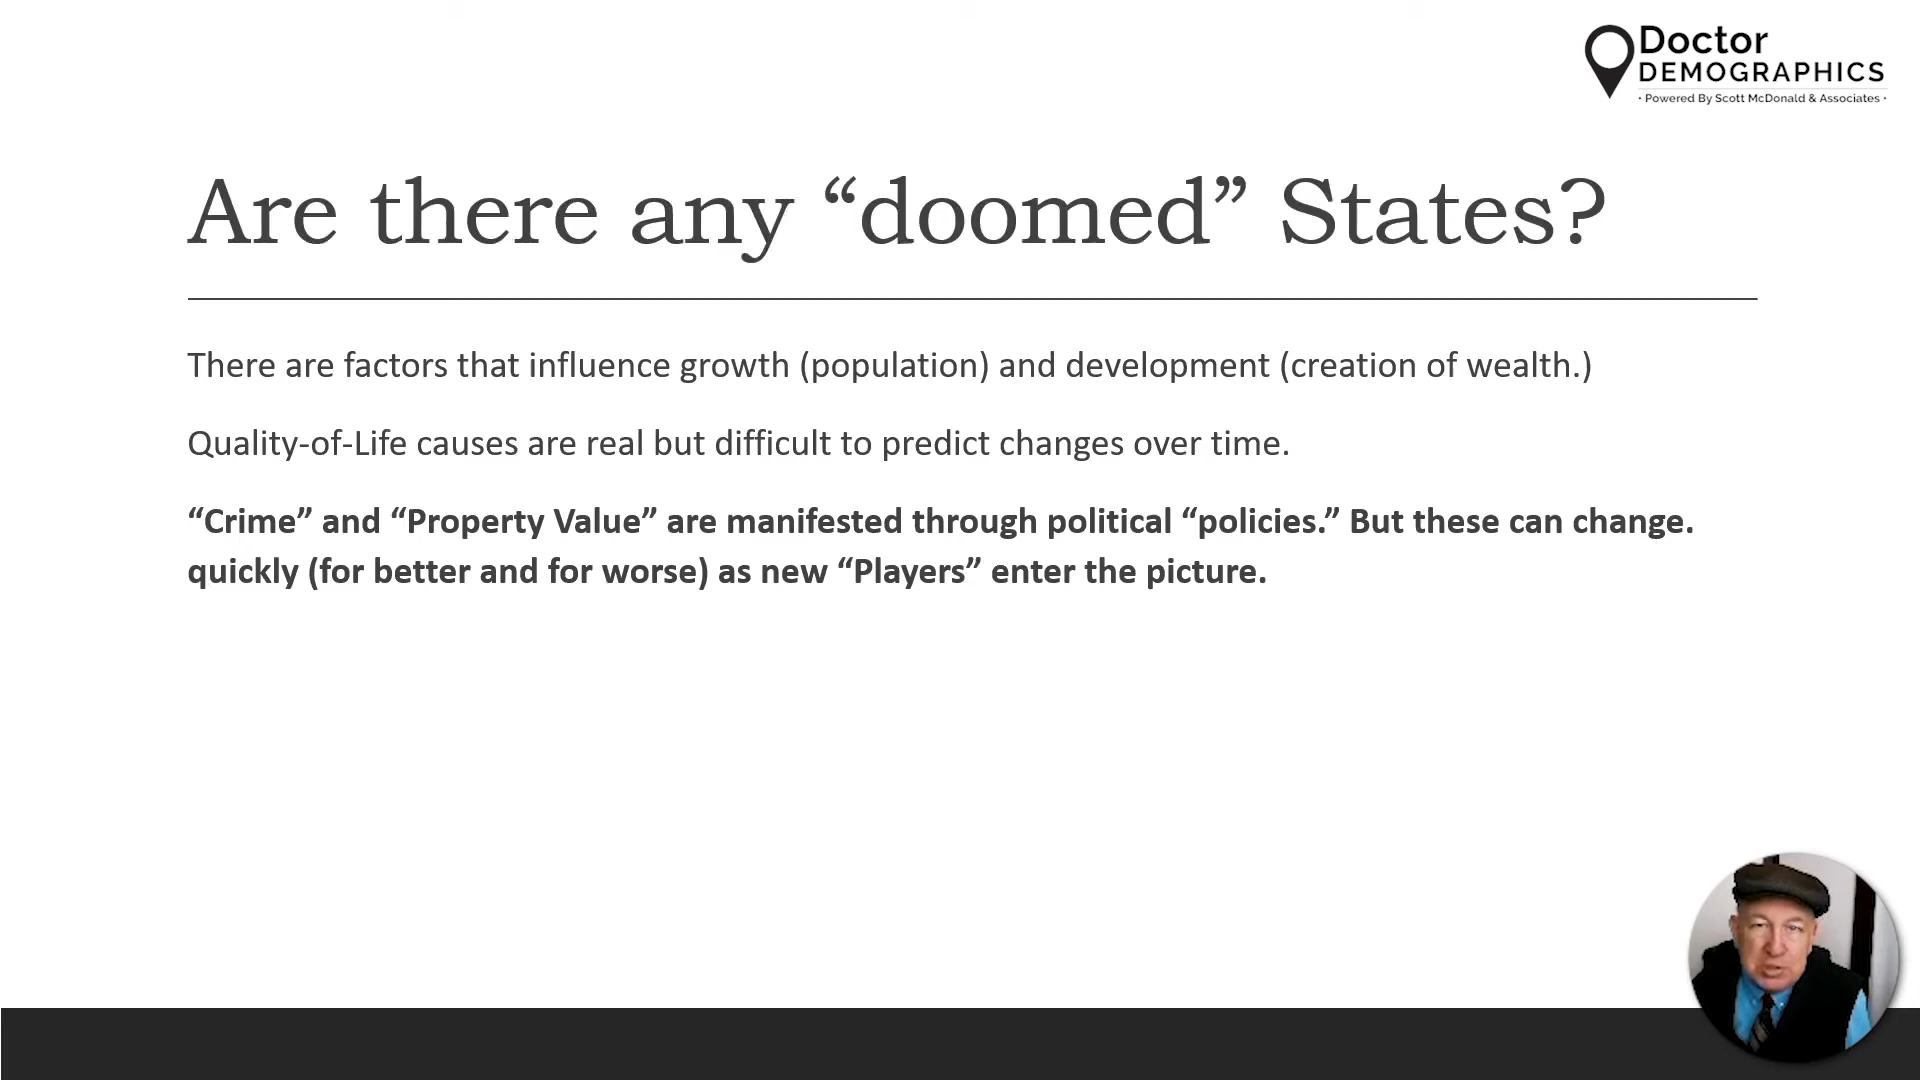 Doctor
DEMOGRAPHICS
• Powered By Scott McDonald & Associates •
Are there any “doomed” States?
There are factors that influence growth (population) and development (creation of wealth.)
Quality-of-Life causes are real but difficult to predict changes over time.
“Crime” and “Property Value” are manifested through political “policies.” But these can change.
quickly (for better and for worse) as new “Players” enter the picture.